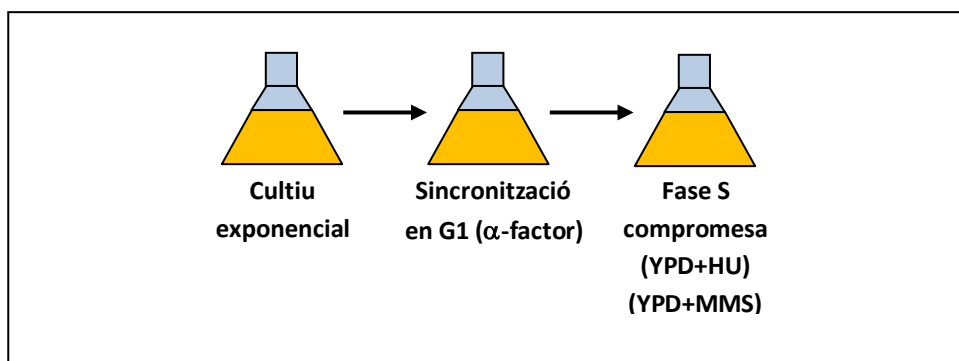 Cultiu
exponencial
Sincronització
en G1 (α-factor)
Fase S
compromesa
(YPD+HU)
(YPD+MMS)